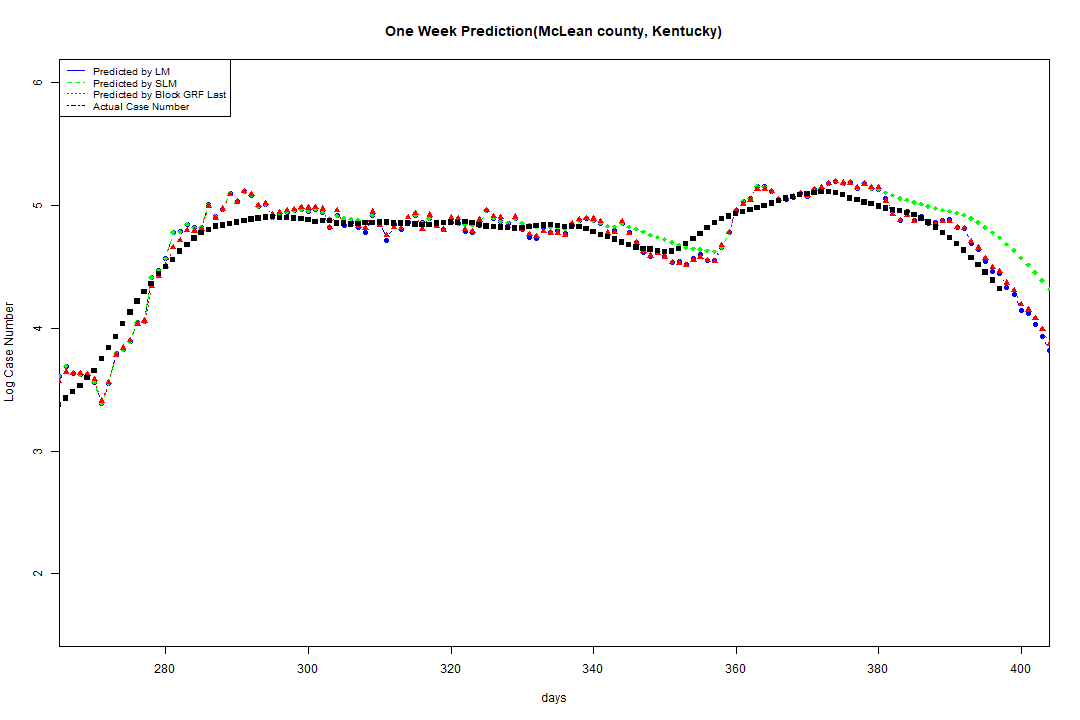 One Week Prediction(McLean county, Kentucky)
Predicted by LM
Predicted by SLM
Predicted by Block GRF Last
Actual Case Number
6
5
4
3
2
Log Case Number
280 300 320 340 360 380 400
days